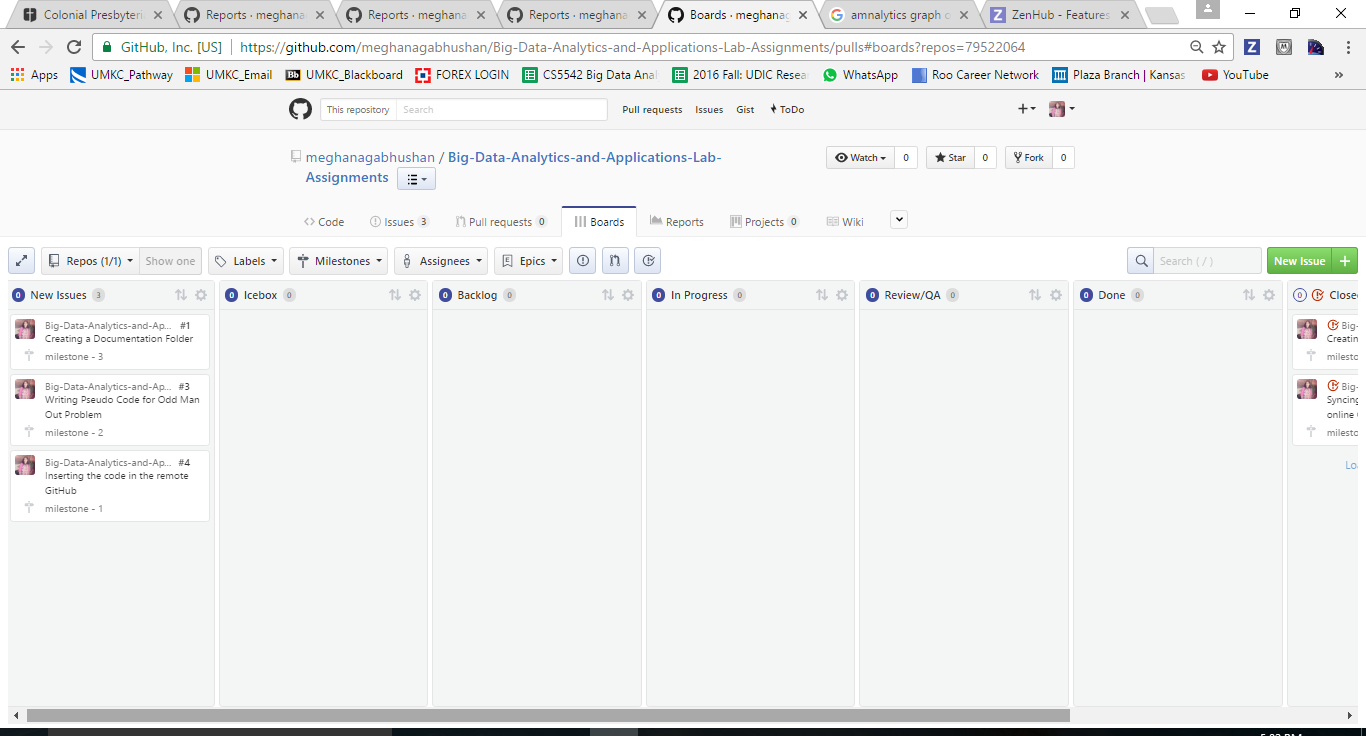 Colonial Presbyteri
Reports · meghana
Reports · meghana
Reports · meghana
Boards · meghanag
amnalytics graph o
ZenHub - Features
GitHub, Inc. [US]
https://github.com/meghanagabhushan/Big-Data-Analytics-and-Applications-Lab-Assignments/pulls#boards?repos=79522064
Apps
UMKC_Pathway
UMKC_Email
Bb UMKC_Blackboard
FOREX LOGIN
CS5542 Big Data Anal
2016 Fall: UDIC Resea
WhatsApp
Roo Career Network
Plaza Branch | Kansas
YouTube
»
This repository
Search
Pull requests
Issues
Gist
ToDo
meghanagabhushan / Big-Data-Analytics-and-Applications-Lab-
Assignments
Watch 0
Star 0
Fork 0
Code
Issues 3
Pull requests 0
Boards
Reports
Projects 0
Wiki
Repos (1/1)
Show one
Labels
Milestones
Assignees
Epics
Search ( / )
New Issue +
0 New Issues 3
0 Icebox 0
0 Backlog 0
0 In Progress 0
0 Review/QA 0
0 Done 0
0 Closed
Big-Data-Analytics-and-Ap... #1
Creating a Documentation Folder
milestone - 3
Big-Data-Analytics-and-Ap... #3
Writing Pseudo Code for Odd Man
Out Problem
milestone - 2
Big-Data-Analytics-and-Ap... #4
Inserting the code in the remote
GitHub
milestone - 1
Big-
Creatin
milesto
Big-
Syncing
online
milesto
Loa